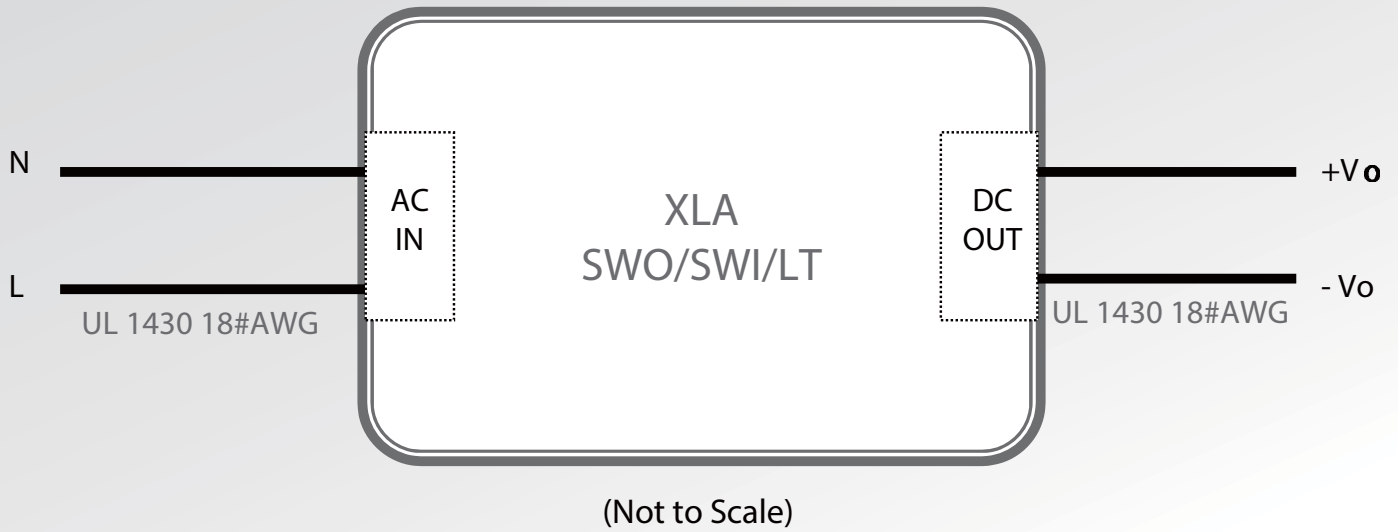 N
L
UL 1430 18#AWG
AC
IN
XLA
SWO/SWI/LT
DC
OUT
+Vo
- Vo
UL 1430 18#AWG
(Not to Scale)